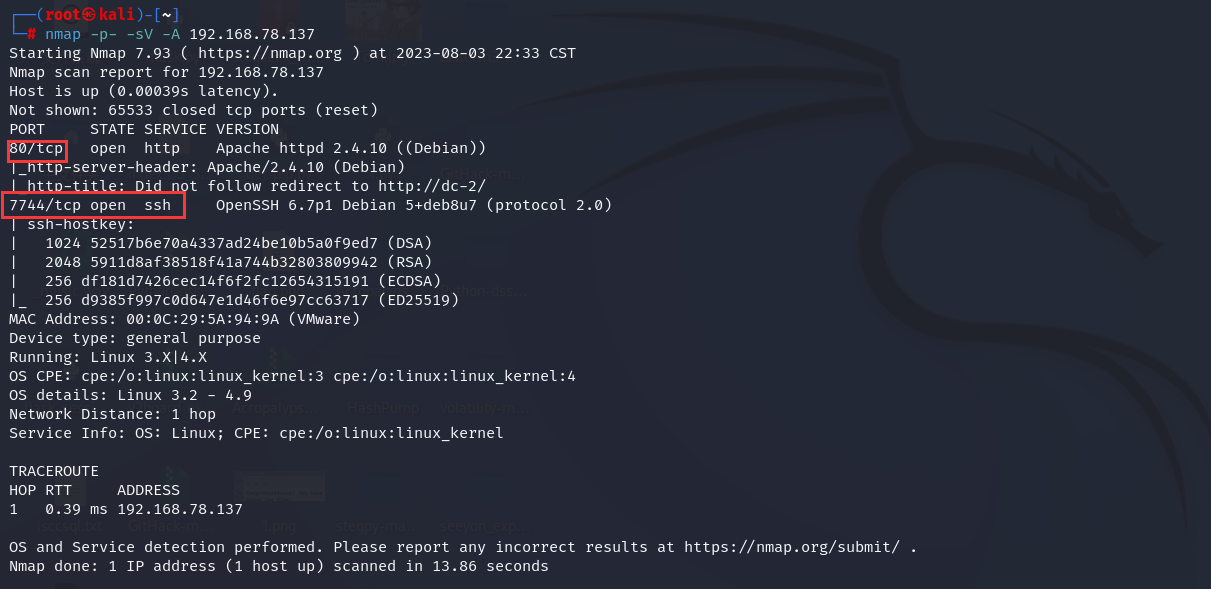 ┌──(root㉿kali)-[~]
└─# nmap -p- -sV -A 192.168.78.137
Starting Nmap 7.93 ( https://nmap.org ) at 2023-08-03 22:33 CST
Nmap scan report for 192.168.78.137
Host is up (0.00039s latency).
Not shown: 65533 closed tcp ports (reset)
PORT     STATE SERVICE VERSION
80/tcp   open  http    Apache httpd 2.4.10 ((Debian))
|_http-server-header: Apache/2.4.10 (Debian)
|_http-title: Did not follow redirect to http://dc-2/
7744/tcp open  ssh     OpenSSH 6.7p1 Debian 5+deb8u7 (protocol 2.0)
| ssh-hostkey:
|   1024 52517b6e70a4337ad24be10b5a0f9ed7 (DSA)
|   2048 5911d8af38518f41a744b32803809942 (RSA)
|   256 df181d7426cec14f6f2fc12654315191 (ECDSA)
|_  256 d9385f997c0d647e1d46f6e97cc63717 (ED25519)
MAC Address: 00:0C:29:5A:94:9A (VMware)
Device type: general purpose
Running: Linux 3.X|4.X
OS CPE: cpe:/o:linux:linux_kernel:3 cpe:/o:linux:linux_kernel:4
OS details: Linux 3.2 - 4.9
Network Distance: 1 hop
Service Info: OS: Linux; CPE: cpe:/o:linux:linux_kernel

TRACEROUTE
HOP RTT     ADDRESS
1   0.39 ms 192.168.78.137

OS and Service detection performed. Please report any incorrect results at https://nmap.org/submit/ .
Nmap done: 1 IP address (1 host up) scanned in 13.86 seconds